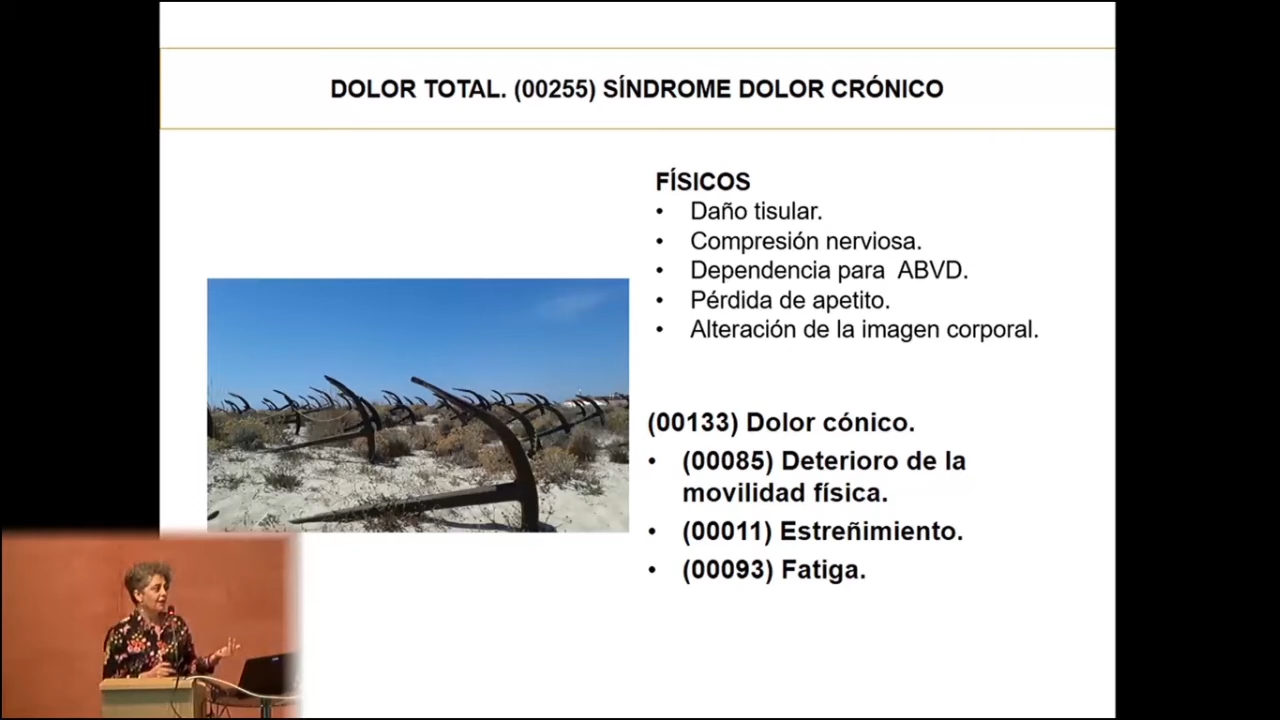 DOLOR TOTAL. (00255) SÍNDROME DOLOR CRÓNICO
FÍSICOS
• Daño tisular.
• Compresión nerviosa.
• Dependencia para ABVD.
• Pérdida de apetito.
• Alteración de la imagen corporal.
(00133) Dolor cónico.
• (00085) Deterioro de la
movilidad física.
• (00011) Estreñimiento.
• (00093) Fatiga.